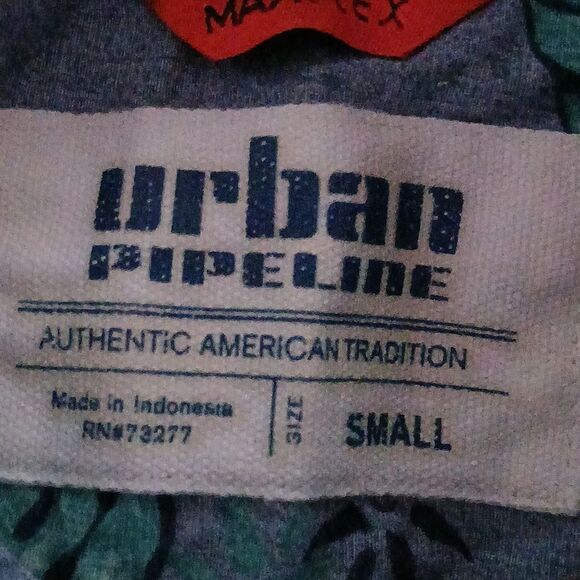 urban
PIPELINE
AUTHENTIC AMERICAN TRADITION
Made in Indonesia
RN#73277
SIZE
SMALL